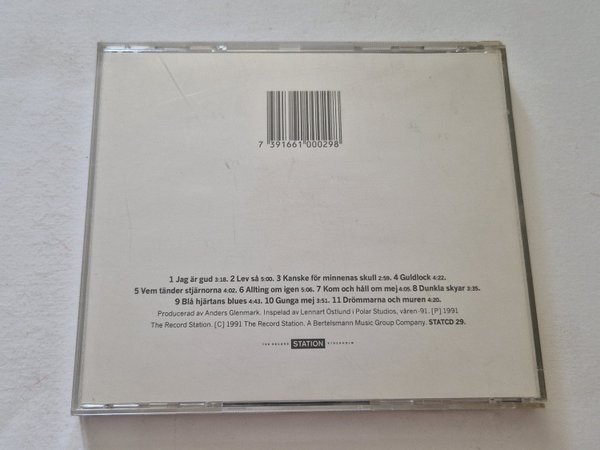 7 391661 000298
1 Jag är gud 3:18. 2 Lev så 5:00. 3 Kanske för minnenas skull 2:59. 4 Guldlock 4:22.
5 Vem tänder stjärnorna 4:02. 6 Allting om igen 5:06. 7 Kom och håll om mej 4:05. 8 Dunkla skyar 3:35.
9 Blå hjärtans blues 4:43. 10 Gunga mej 3:51. 11 Drömmarna och muren 4:20.
Producerad av Anders Glenmark. Inspelad av Lennart Östlund i Polar Studios, våren -91. [P] 1991
The Record Station. [C] 1991 The Record Station. A Bertelsmann Music Group Company. STATCD 29.
THE RECORD STATION STOCKHOLM